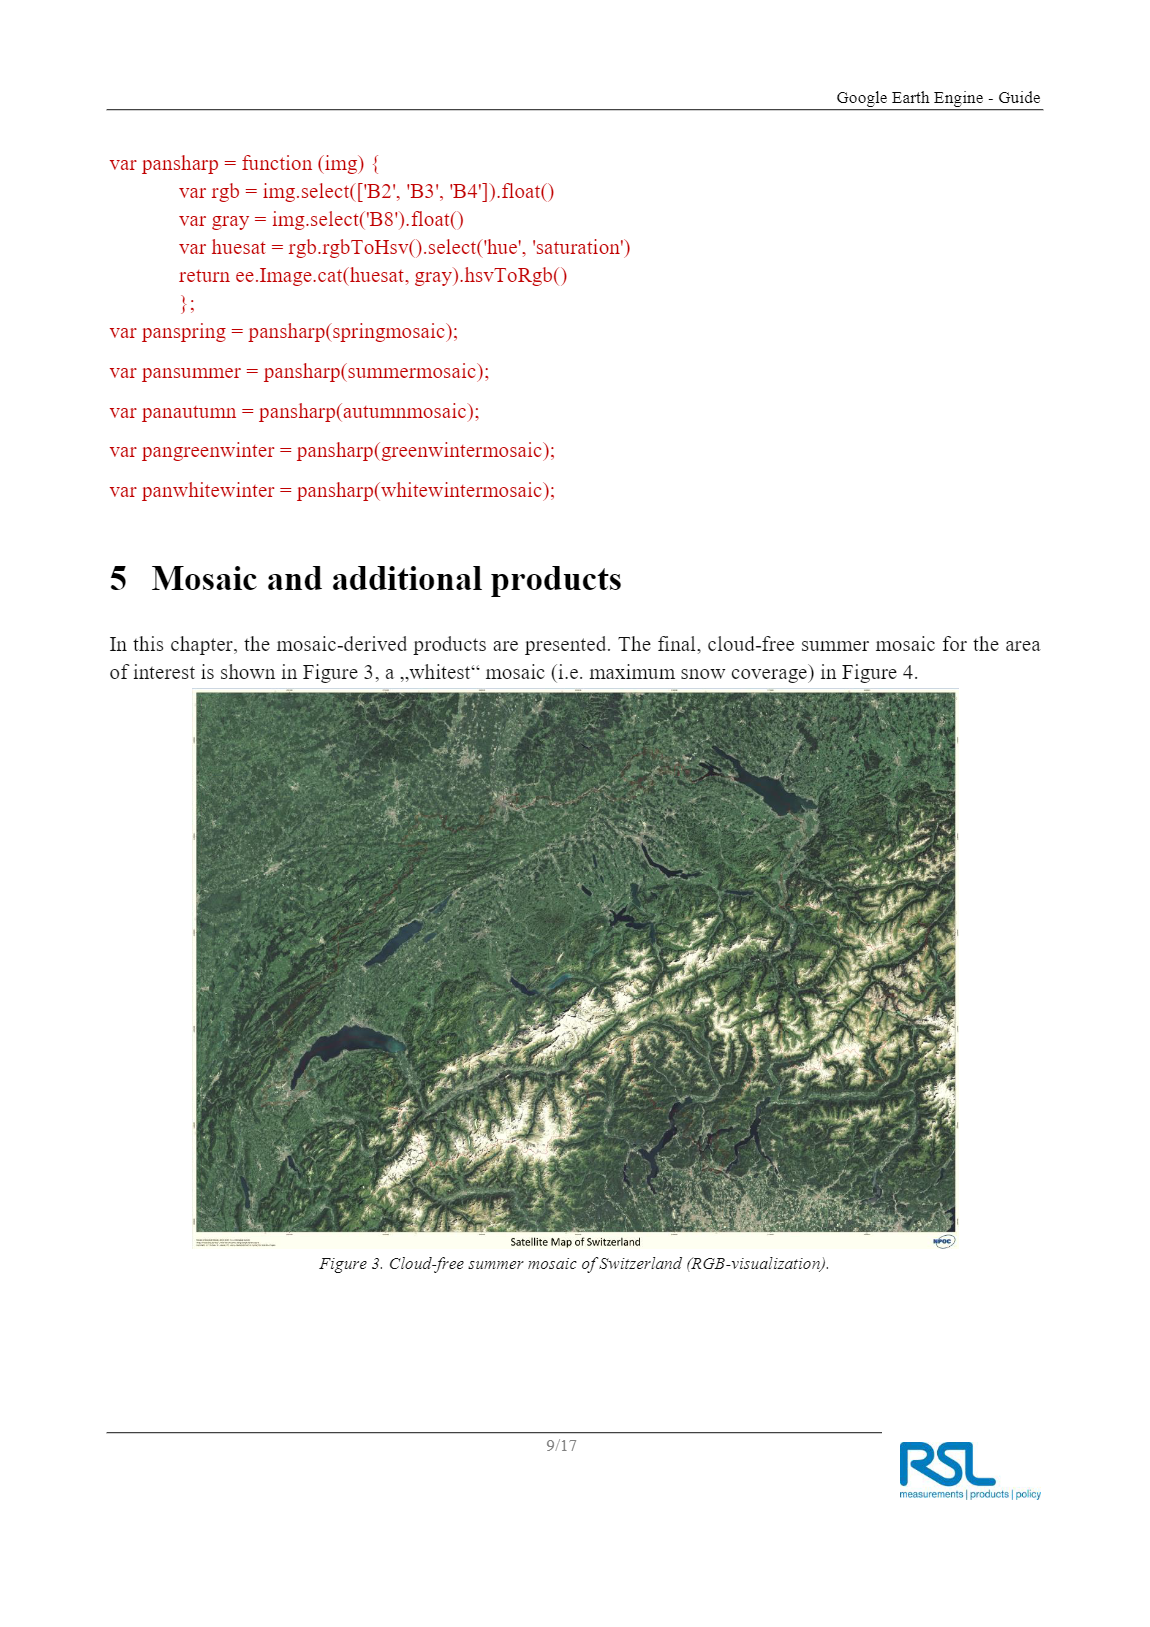 Google Earth Engine - Guide
var pansharp = function (img) {
var rgb = img.select(['B2', 'B3', 'B4']).float()
var gray = img.select('B8').float()
var huesat = rgb.rgbToHsv().select('hue', 'saturation')
return ee.Image.cat(huesat, gray).hsvToRgb()
};
var panspring = pansharp(springmosaic);
var pansummer = pansharp(summermosaic);
var panautumn = pansharp(autumnmosaic);
var pangreenwinter = pansharp(greenwintermosaic);
var panwhitewinter = pansharp(whitewintermosaic);
5 Mosaic and additional products
In this chapter, the mosaic-derived products are presented. The final, cloud-free summer mosaic for the area
of interest is shown in Figure 3, a „whitest“ mosaic (i.e. maximum snow coverage) in Figure 4.
Satellite Map of Switzerland
NPOC
Figure 3. Cloud-free summer mosaic of Switzerland (RGB-visualization).
9/17
RSL
measurements | products | policy